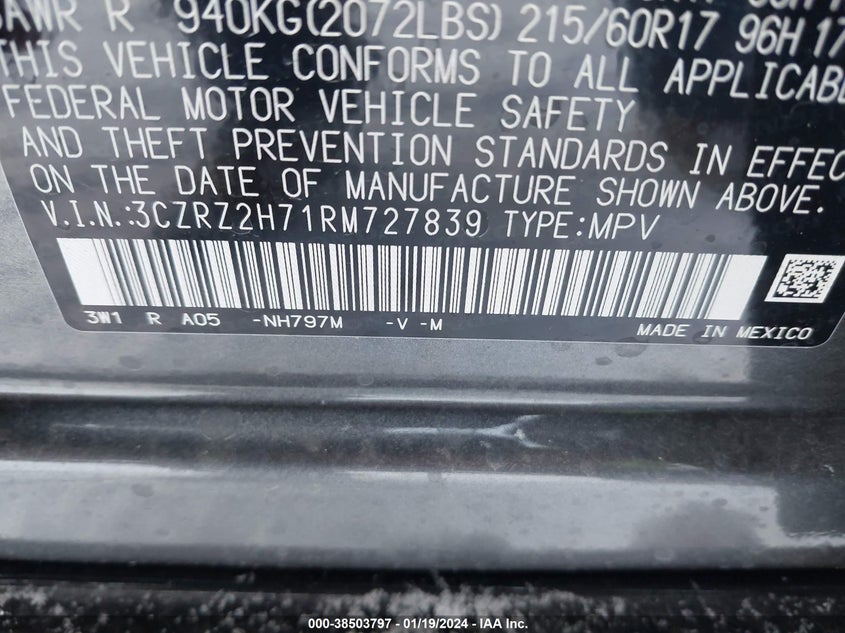 GAWR R 940KG(2072LBS) 215/60R17 96H 17
THIS VEHICLE CONFORMS TO ALL APPLICABLE
FEDERAL MOTOR VEHICLE SAFETY
AND THEFT PREVENTION STANDARDS IN EFFEC
ON THE DATE OF MANUFACTURE SHOWN ABOVE.
V.I.N.:3CZRZ2H71RM727839 TYPE:MPV
3W1 R A05 -NH797M -V -M MADE IN MEXICO
000-38503797 - 01/19/2024 - IAA Inc.